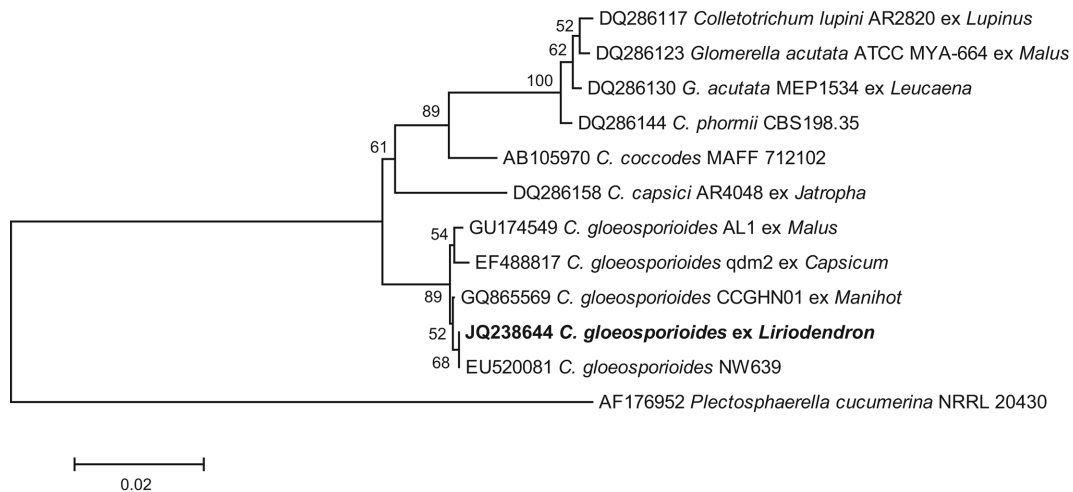 52
DQ286117 Colletotrichum lupini AR2820 ex Lupinus
62
DQ286123 Glomerella acutata ATCC MYA-664 ex Malus
100
DQ286130 G. acutata MEP1534 ex Leucaena
89
DQ286144 C. phormii CBS198.35
61
AB105970 C. coccodes MAFF 712102
DQ286158 C. capsici AR4048 ex Jatropha
54
GU174549 C. gloeosporioides AL1 ex Malus
EF488817 C. gloeosporioides qdm2 ex Capsicum
89
GQ865569 C. gloeosporioides CCGHN01 ex Manihot
52
JQ238644 C. gloeosporioides ex Liriodendron
68
EU520081 C. gloeosporioides NW639
AF176952 Plectosphaerella cucumerina NRRL 20430
0.02